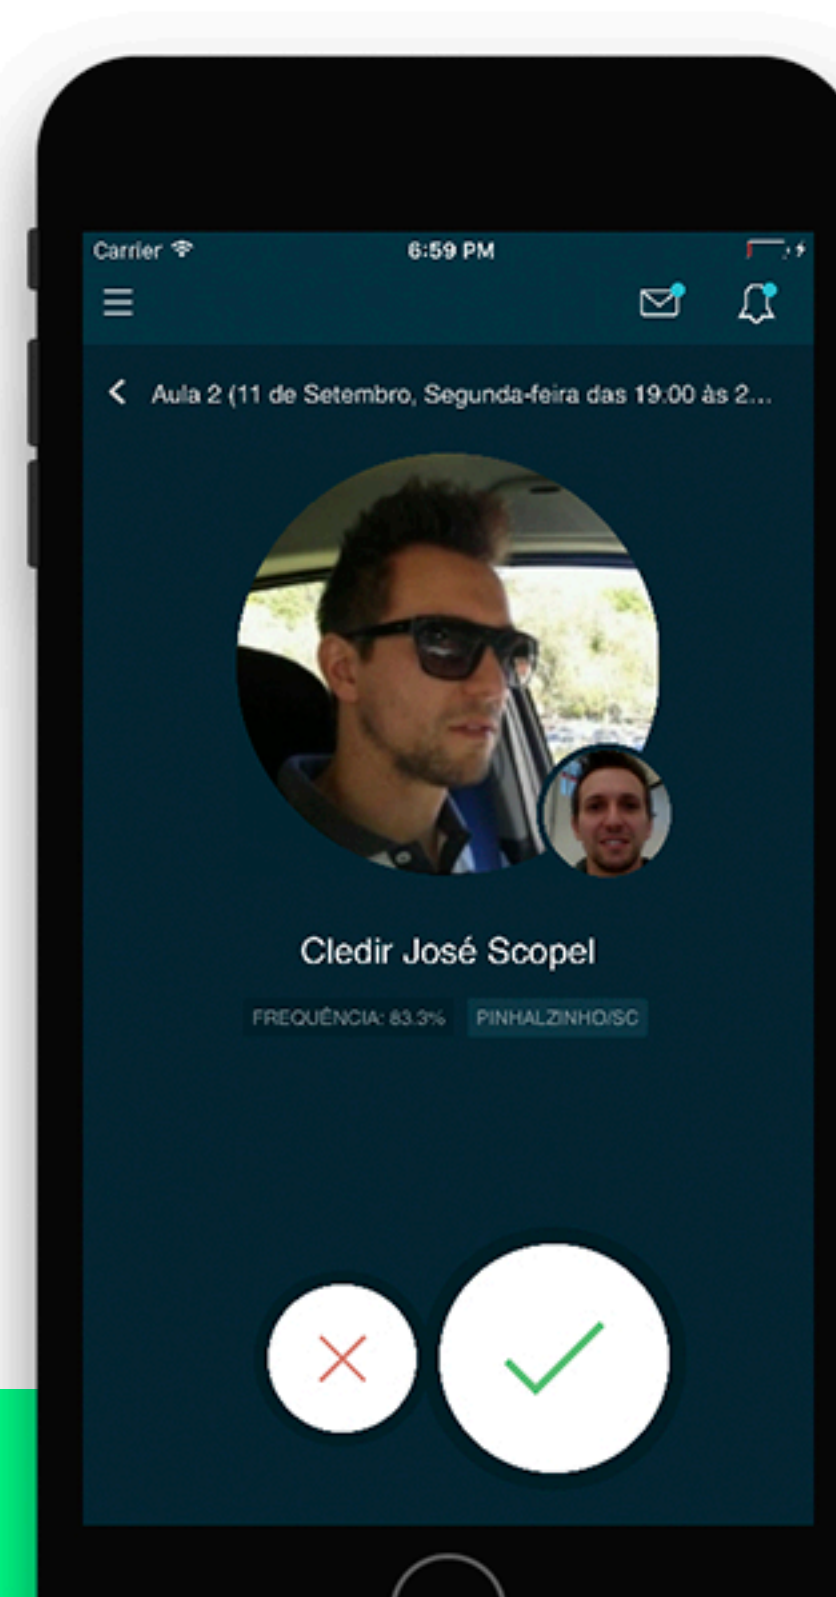 Carrier
6:59 PM
Aula 2 (11 de Setembro, Segunda-feira das 19:00 às 2...
Cledir José Scopel
FREQUÊNCIA: 83.3%
PINHALZINHO/SC